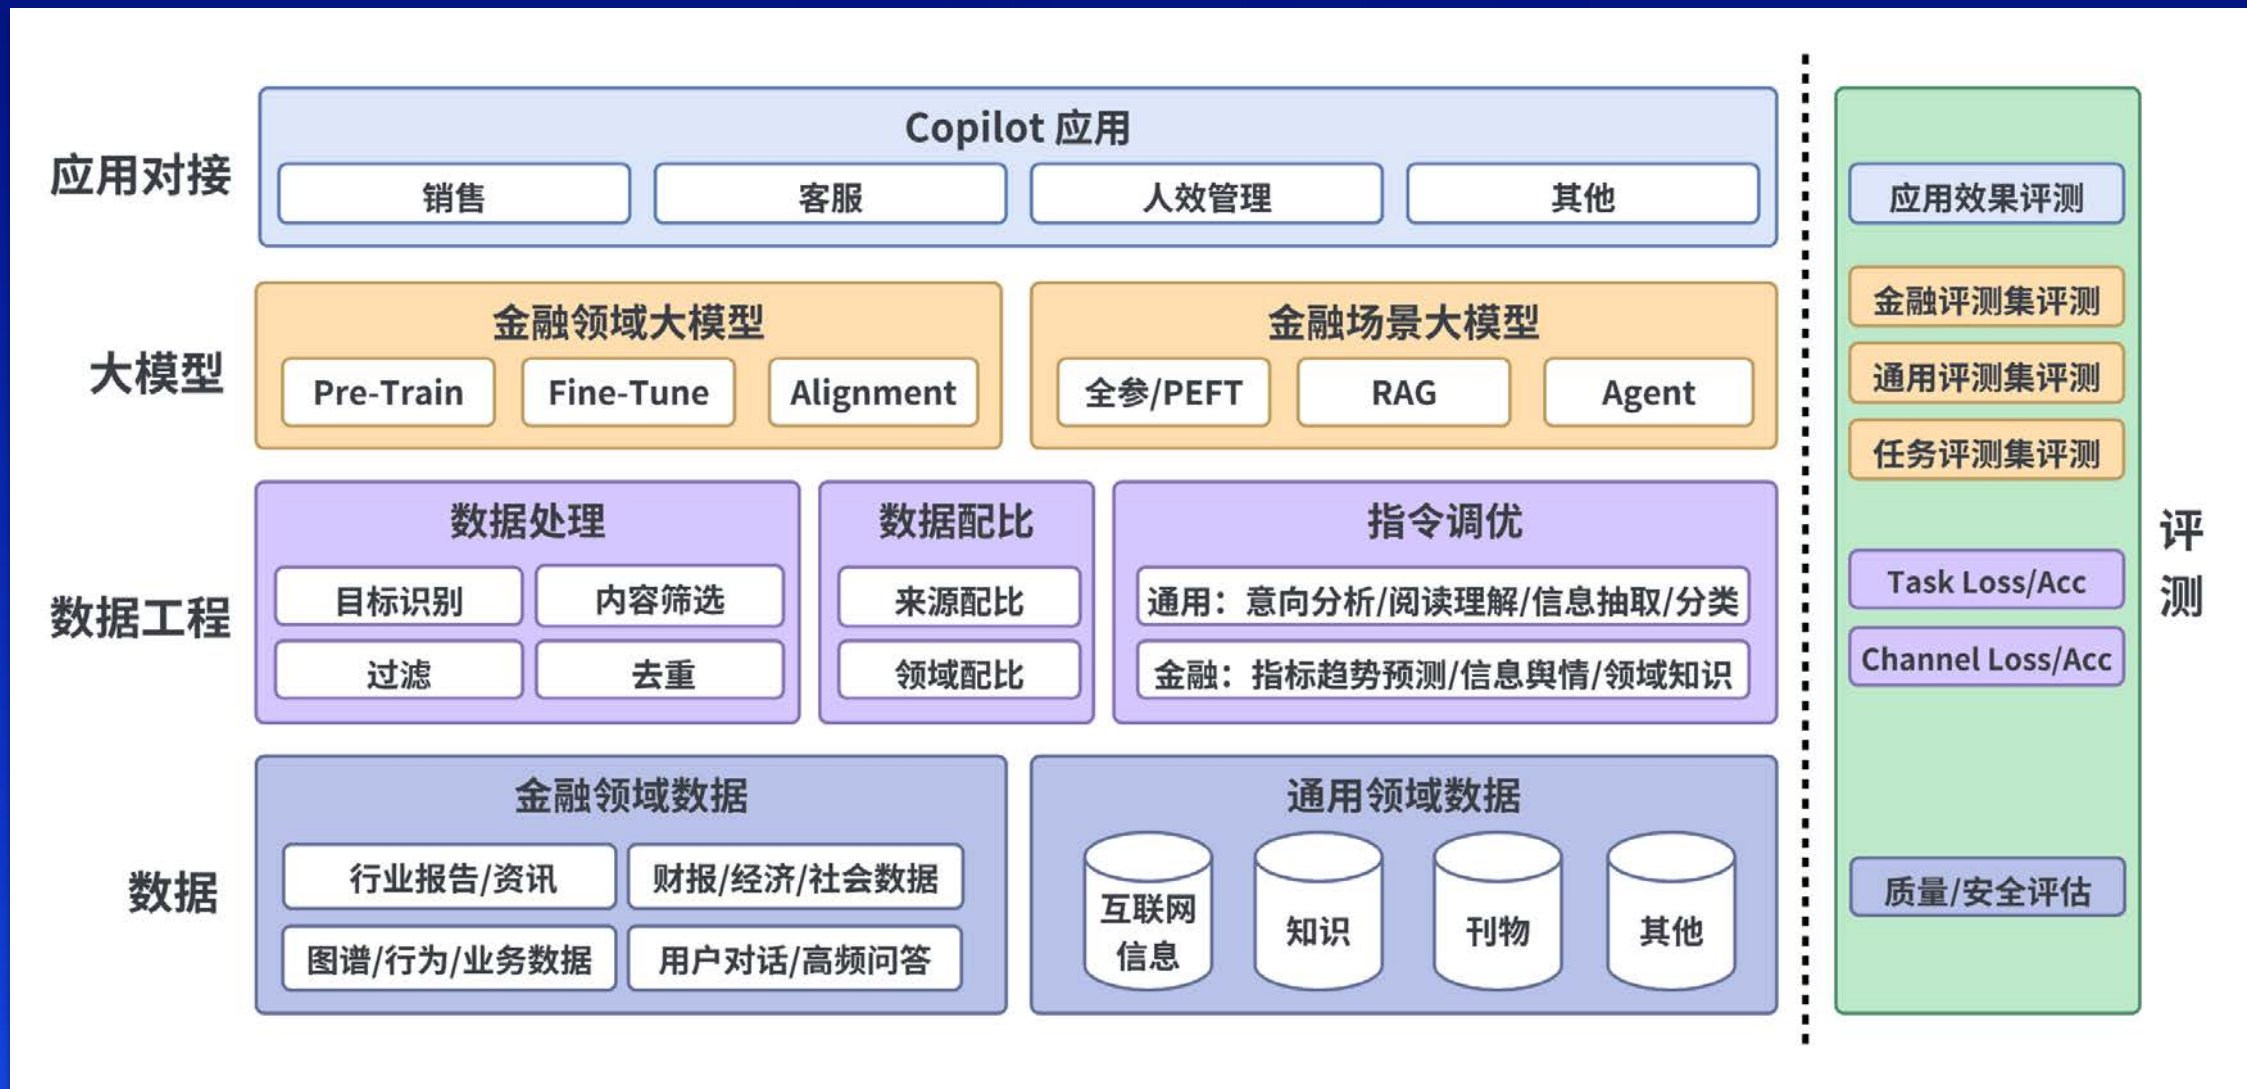 应用对接
Copilot 应用
销售
客服
人效管理
其他
大模型
金融领域大模型
Pre-Train
Fine-Tune
Alignment
金融场景大模型
全参/PEFT
RAG
Agent
数据工程
数据处理
目标识别
内容筛选
过滤
去重
数据配比
来源配比
领域配比
指令调优
通用：意向分析/阅读理解/信息抽取/分类
金融：指标趋势预测/信息舆情/领域知识
数据
金融领域数据
行业报告/资讯
财报/经济/社会数据
图谱/行为/业务数据
用户对话/高频问答
通用领域数据
互联网
信息
知识
刊物
其他
应用效果评测
金融评测集评测
通用评测集评测
任务评测集评测
Task Loss/Acc
Channel Loss/Acc
质量/安全评估
评
测